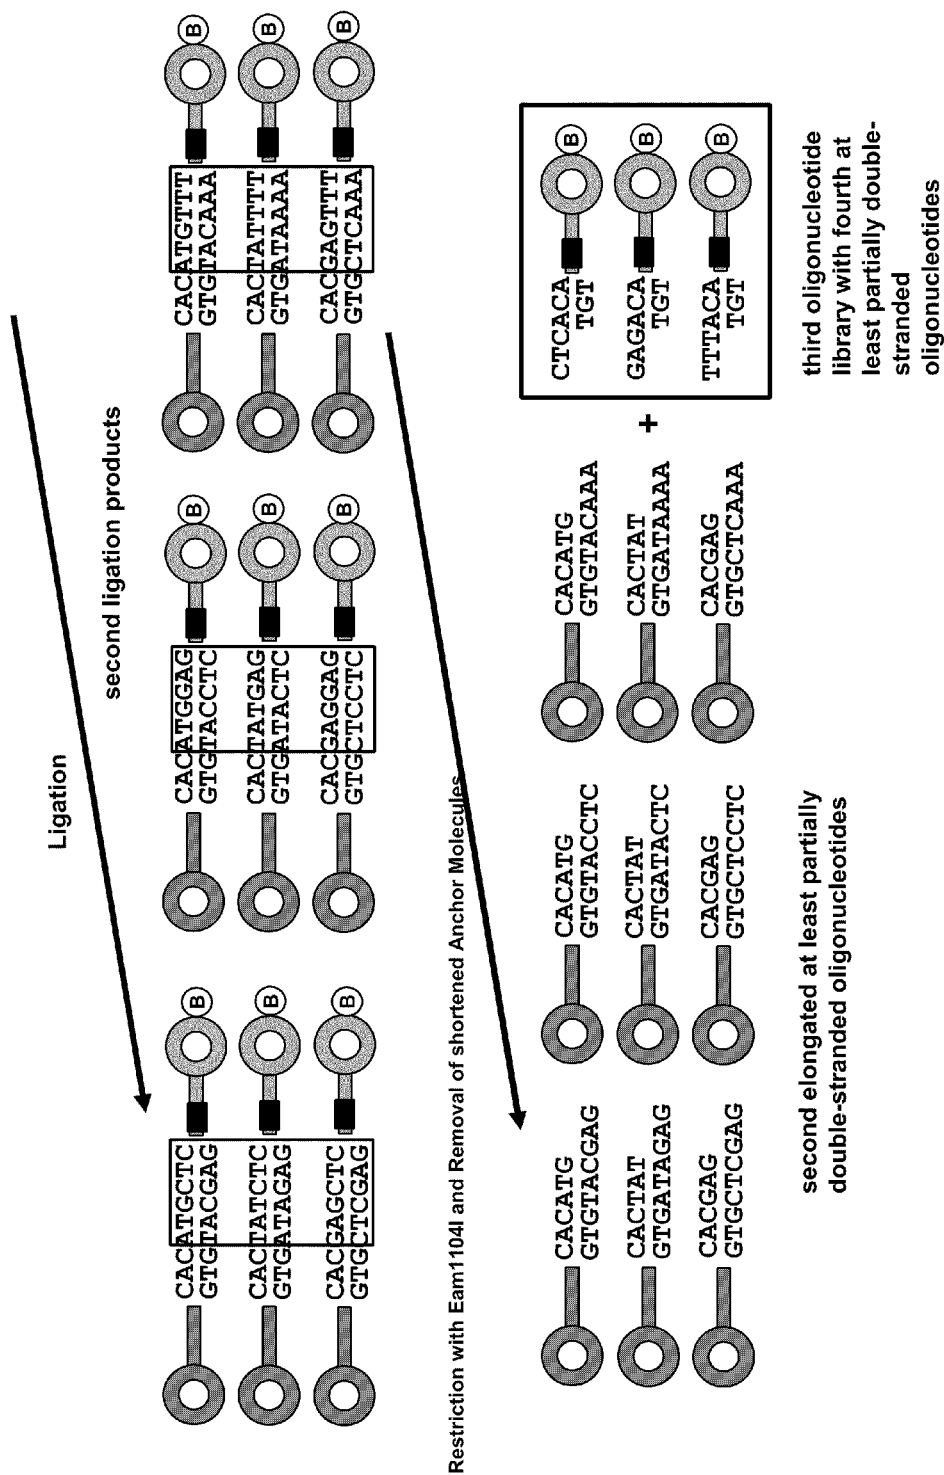 Ligation
second ligation products
CACATGCTC
GTGTACGAG
B
CACTATCTC
GTGATAGAG
B
CACGAGCTC
GTGCTCGAG
B
CACATGGAG
GTGTACCTC
B
CACTATGAG
GTGATACTC
B
CACGAGGAG
GTGCTCCTC
B
CACATGTTT
GTGTACAAA
B
CACTATTTT
GTGATAAAA
B
CACGAGTTT
GTGCTCAAA
B
Restriction with Eam1104I and Removal of shortened Anchor Molecules
CACATG
GTGTACGAG
CACTAT
GTGATAGAG
CACGAG
GTGCTCGAG
CACATG
GTGTACCTC
CACTAT
GTGATACTC
CACGAG
GTGCTCCTC
CACATG
GTGTACAAA
CACTAT
GTGATAAAA
CACGAG
GTGCTCAAA
+
CTCACA
TGT
B
GAGACA
TGT
B
TTTACA
TGT
B
second elongated at least partially
double-stranded oligonucleotides
third oligonucleotide
library with fourth at
least partially double-
stranded
oligonucleotides